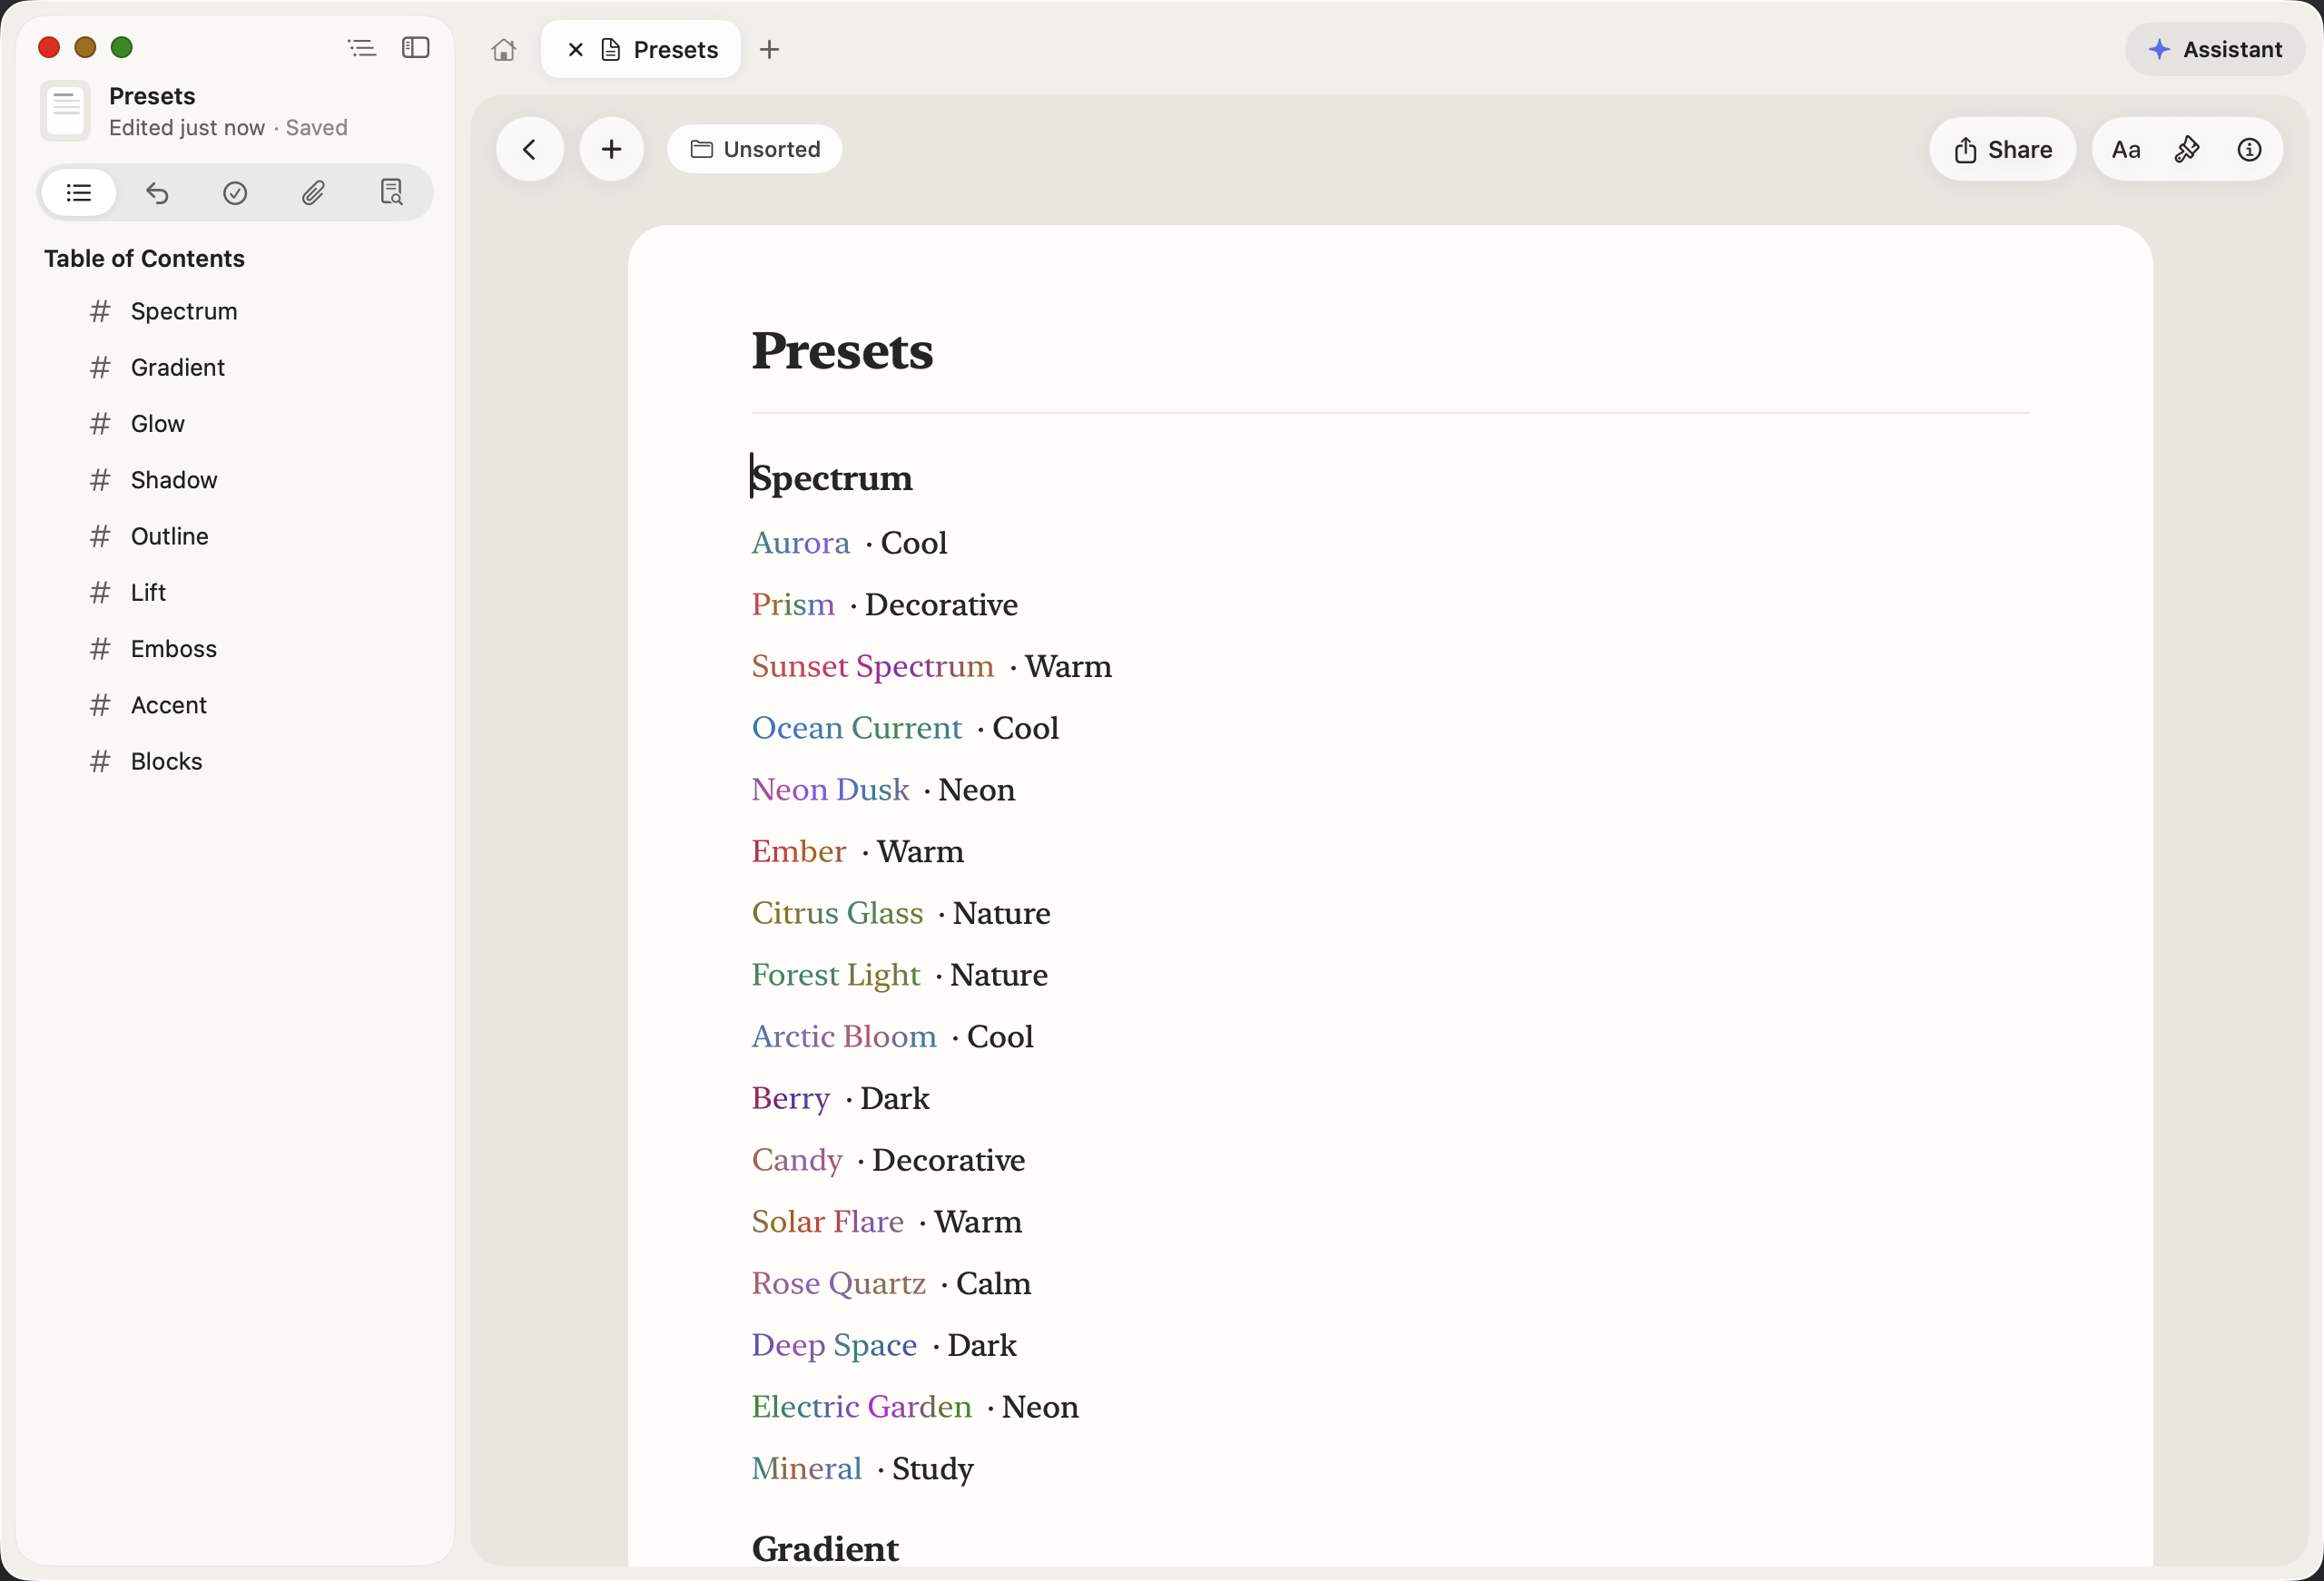 Presets
Edited just now · Saved
Table of Contents
# Spectrum
# Gradient
# Glow
# Shadow
# Outline
# Lift
# Emboss
# Accent
# Blocks
Presets
Assistant
Unsorted
Share
Aa
Presets
Spectrum
Aurora · Cool
Prism · Decorative
Sunset Spectrum · Warm
Ocean Current · Cool
Neon Dusk · Neon
Ember · Warm
Citrus Glass · Nature
Forest Light · Nature
Arctic Bloom · Cool
Berry · Dark
Candy · Decorative
Solar Flare · Warm
Rose Quartz · Calm
Deep Space · Dark
Electric Garden · Neon
Mineral · Study
Gradient